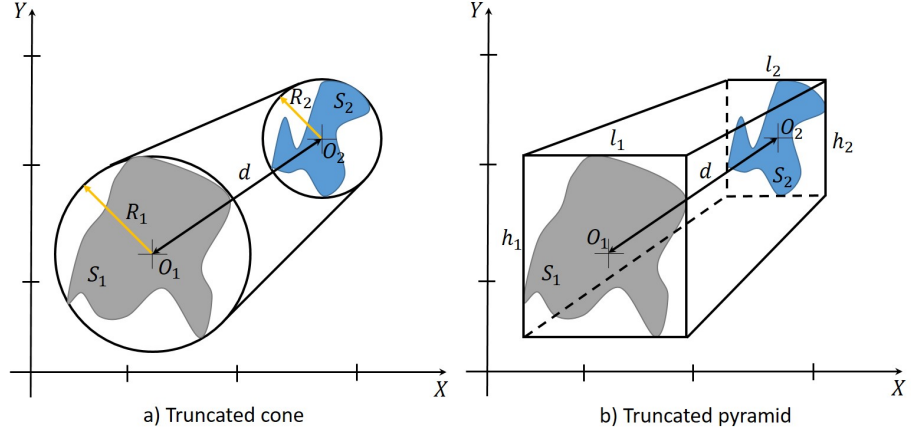 Y
R₂
S₂
O₂
d
R₁
O₁
S₁
X
a) Truncated cone
Y
l₂
l₁
O₂
h₂
d
S₂
h₁
O₁
S₁
X
b) Truncated pyramid